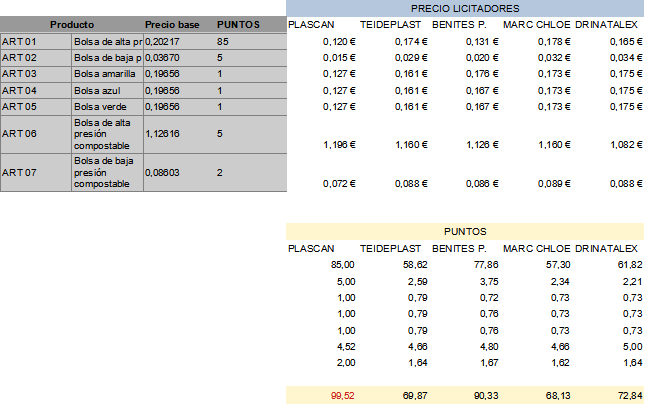 PRECIO LICITADORES
Producto Precio base PUNTOS PLASCAN TEIDEPLAST BENITES P. MARC CHLOE DRINATALEX
ART 01 Bolsa de alta pr 0,20217 85 0,120 € 0,174 € 0,131 € 0,178 € 0,165 €
ART 02 Bolsa de baja p 0,03670 5 0,015 € 0,029 € 0,020 € 0,032 € 0,034 €
ART 03 Bolsa amarilla 0,19656 1 0,127 € 0,161 € 0,176 € 0,173 € 0,175 €
ART 04 Bolsa azul 0,19656 1 0,127 € 0,161 € 0,167 € 0,173 € 0,175 €
ART 05 Bolsa verde 0,19656 1 0,127 € 0,161 € 0,167 € 0,173 € 0,175 €
Bolsa de alta
ART 06 presión 1,12616 5
compostable 1,196 € 1,160 € 1,126 € 1,160 € 1,082 €
Bolsa de baja
ART 07 presión 0,08603 2
compostable 0,072 € 0,088 € 0,086 € 0,089 € 0,088 €
PUNTOS
PLASCAN TEIDEPLAST BENITES P. MARC CHLOE DRINATALEX
85,00 58,62 77,86 57,30 61,82
5,00 2,59 3,75 2,34 2,21
1,00 0,79 0,72 0,73 0,73
1,00 0,79 0,76 0,73 0,73
1,00 0,79 0,76 0,73 0,73
4,52 4,66 4,80 4,66 5,00
2,00 1,64 1,67 1,62 1,64
99,52 69,87 90,33 68,13 72,84